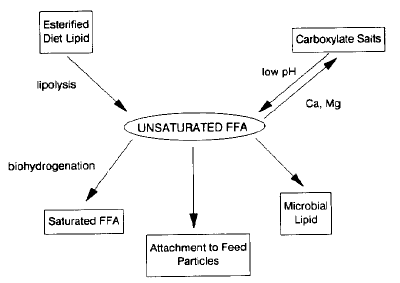 Esterified
Diet Lipid
Carboxylate Salts
low pH
lipolysis
Ca, Mg
UNSATURATED FFA
biohydrogenation
Saturated FFA
Microbial
Lipid
Attachment to Feed
Particles